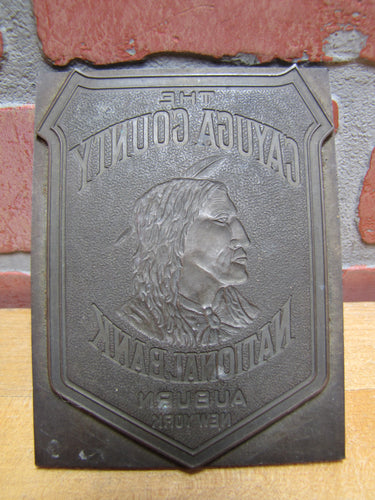 THE
CAYUGA COUNTY
NATIONAL BANK
AUBURN
NEW YORK